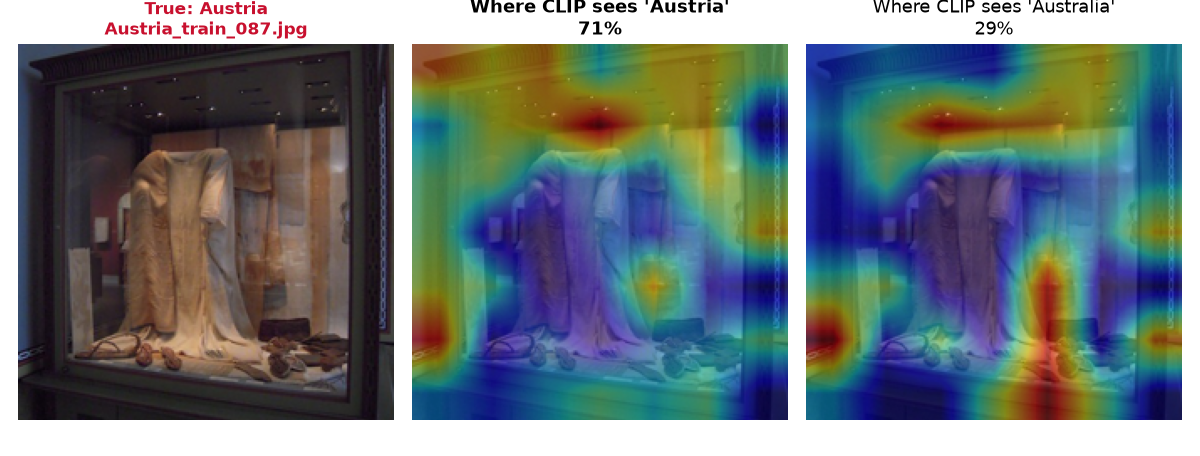 True: Austria
Austria_train_087.jpg
Where CLIP sees 'Austria'
71%
Where CLIP sees 'Australia'
29%